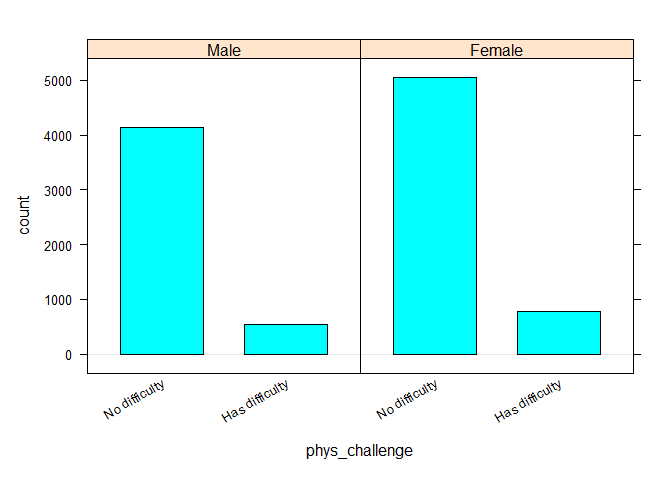 Male
Female
5000
4000
3000
2000
1000
0
count
No difficulty
Has difficulty
No difficulty
Has difficulty
phys_challenge